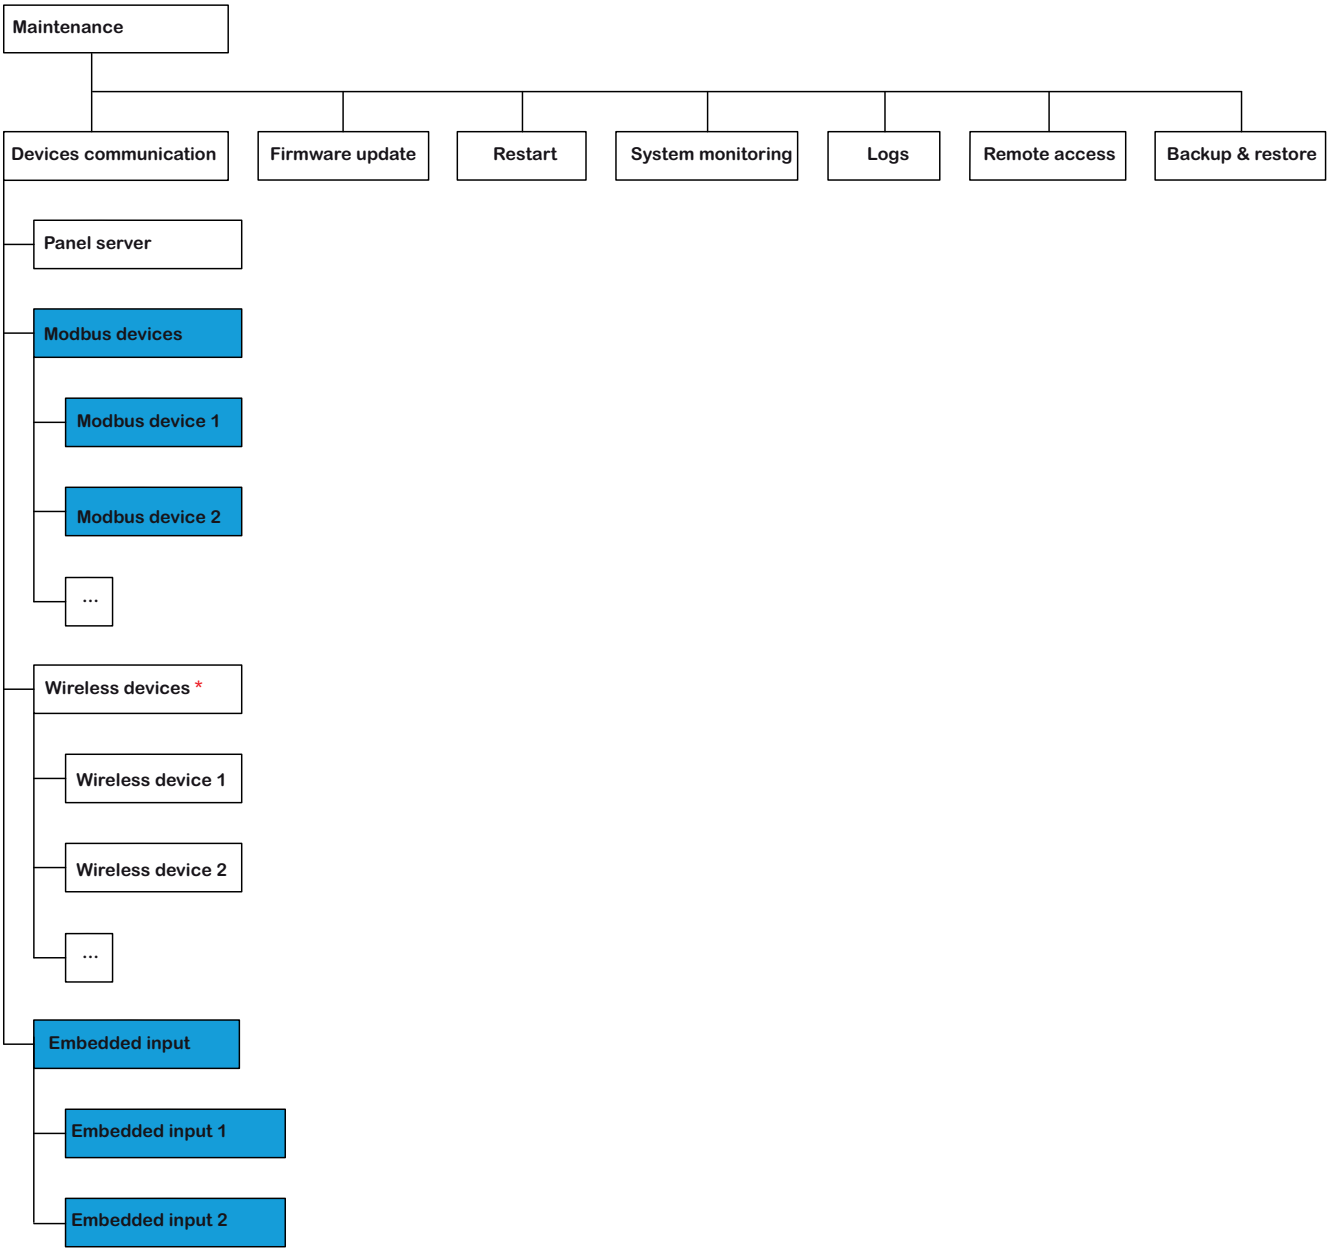 Maintenance
Devices communication
Firmware update
Restart
System monitoring
Logs
Remote access
Backup & restore
Panel server
Modbus devices
Modbus device 1
Modbus device 2
...
Wireless devices *
Wireless device 1
Wireless device 2
...
Embedded input
Embedded input 1
Embedded input 2